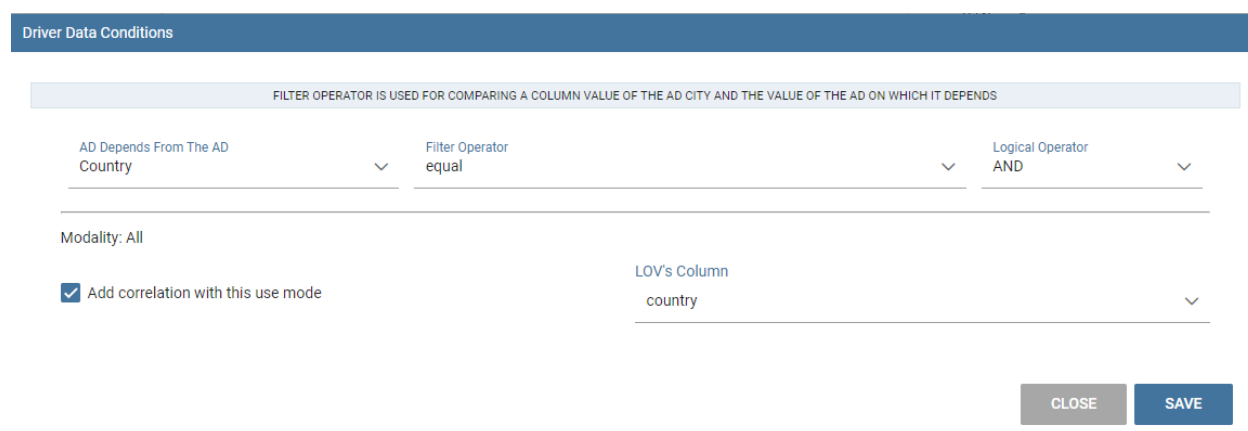 Driver Data Conditions
FILTER OPERATOR IS USED FOR COMPARING A COLUMN VALUE OF THE AD CITY AND THE VALUE OF THE AD ON WHICH IT DEPENDS
AD Depends From The AD
Country
Filter Operator
equal
Logical Operator
AND
Modality: All
Add correlation with this use mode
LOV's Column
country
CLOSE
SAVE